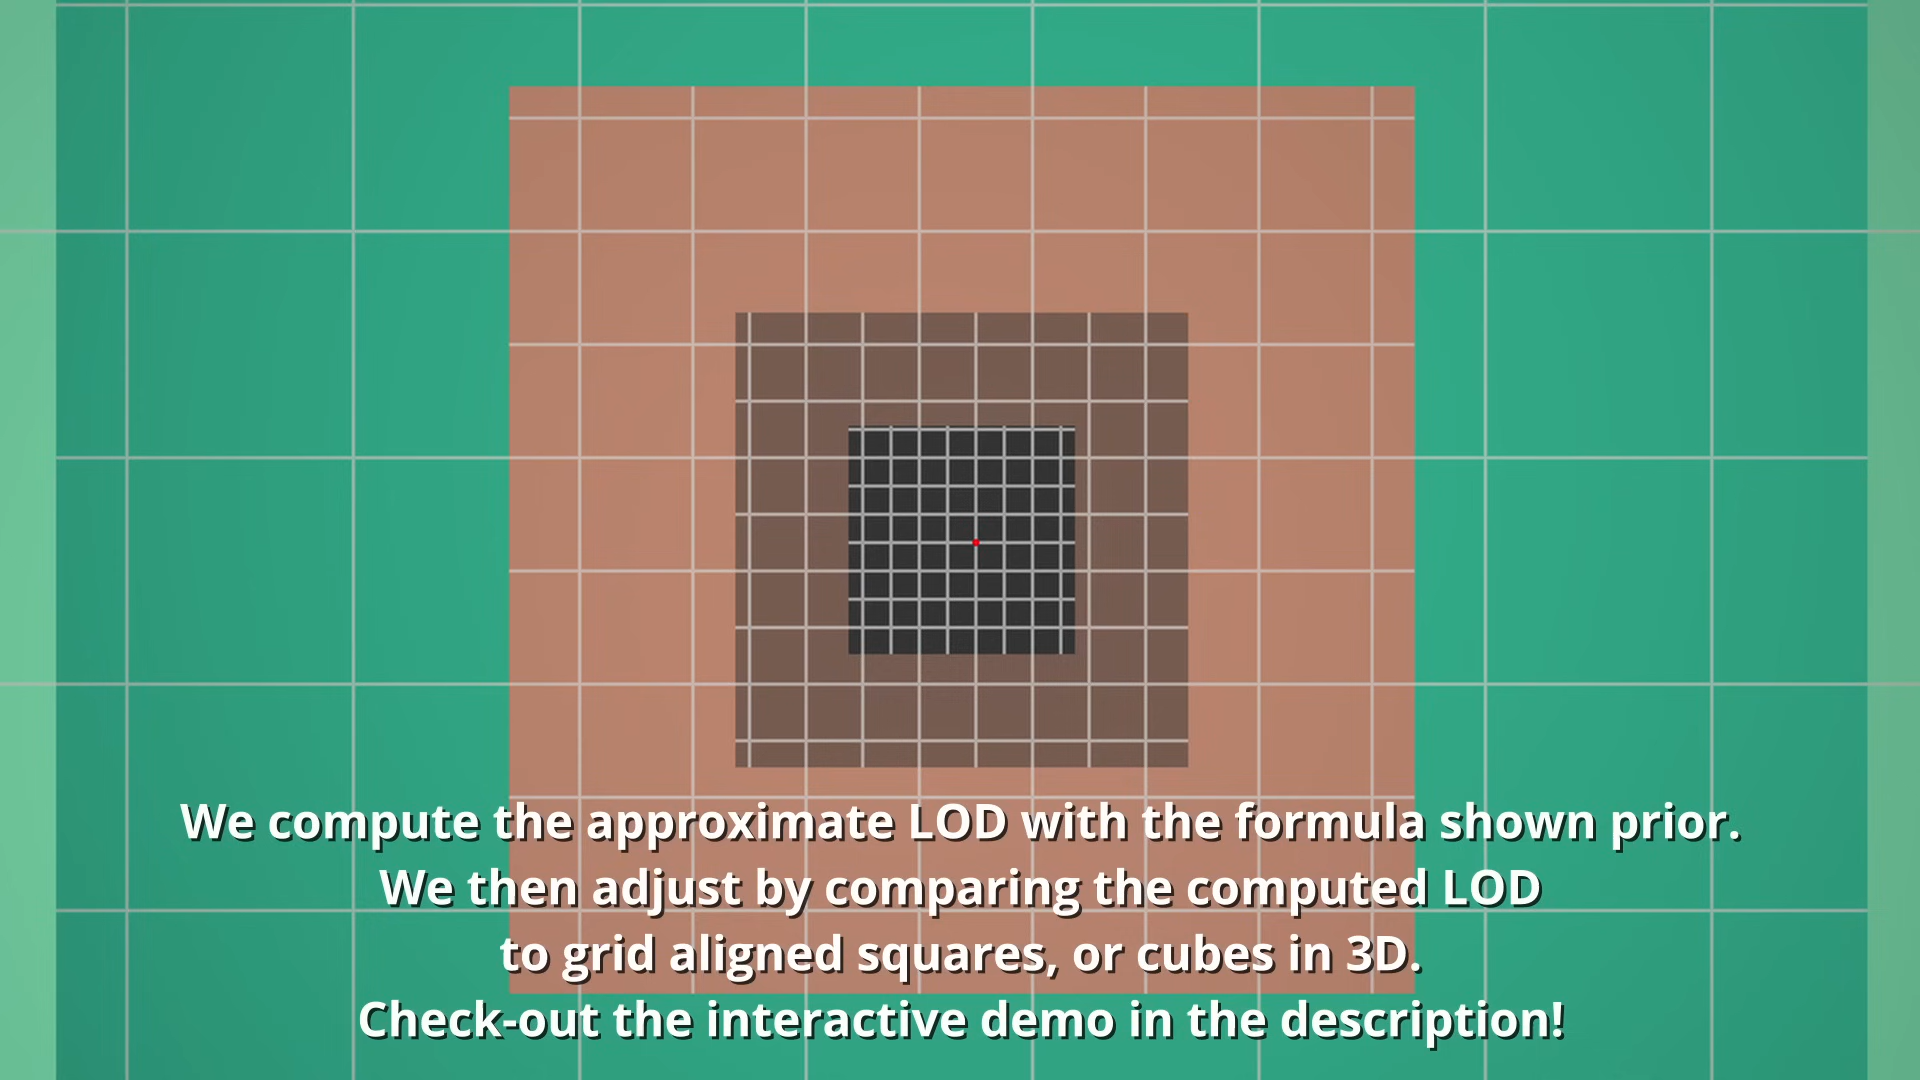 We compute the approximate LOD with the formula shown prior.
We then adjust by comparing the computed LOD
to grid aligned squares, or cubes in 3D.
Check-out the interactive demo in the description!